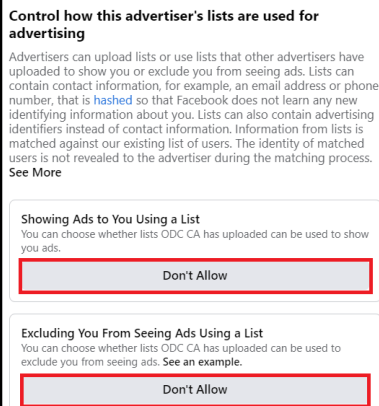 Control how this advertiser's lists are used for
advertising
Advertisers can upload lists or use lists that other advertisers have
uploaded to show you or exclude you from seeing ads. Lists can
contain contact information, for example, an email address or phone
number, that is hashed so that Facebook does not learn any new
identifying information about you. Lists can also contain advertising
identifiers instead of contact information. Information from lists is
matched against our existing list of users. The identity of matched
users is not revealed to the advertiser during the matching process.
See More
Showing Ads to You Using a List
You can choose whether lists ODC CA has uploaded can be used to show
you ads.
Don't Allow
Excluding You From Seeing Ads Using a List
You can choose whether lists ODC CA has uploaded can be used to
exclude you from seeing ads. See an example.
Don't Allow